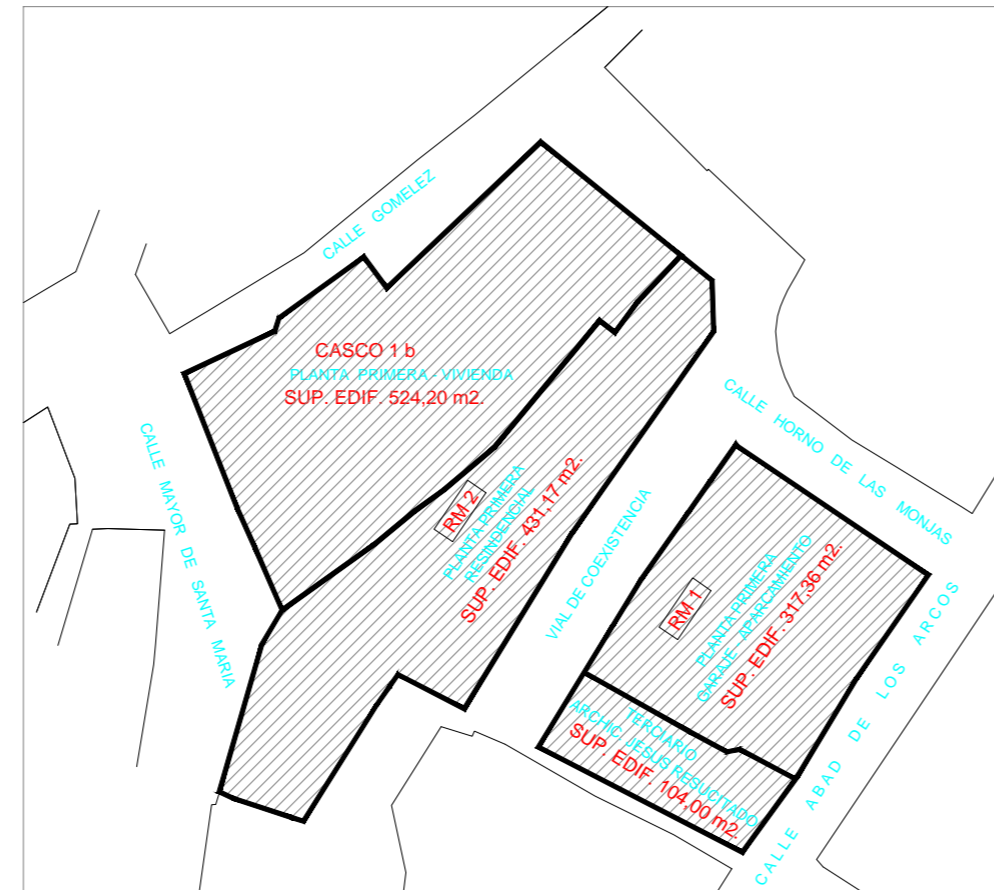 CALLE GOMELEZ
CASCO 1 b
PLANTA PRIMERA - VIVIENDA
SUP. EDIF. 524,20 m2.
CALLE MAYOR DE SANTA MARIA
RM 2
PLANTA PRIMERA
RESINDENCIAL
SUP. EDIF. 431,17 m2.
VIAL DE COEXISTENCIA
CALLE HORNO DE LAS MONJAS
RM 1
PLANTA PRIMERA
GARAJE APARCAMIENTO
SUP. EDIF. 317,36 m2.
TERCIARIO
ARCHIC. JESUS RESUCITADO
SUP. EDIF. 104,00 m2.
CALLE ABAD DE LOS ARCOS